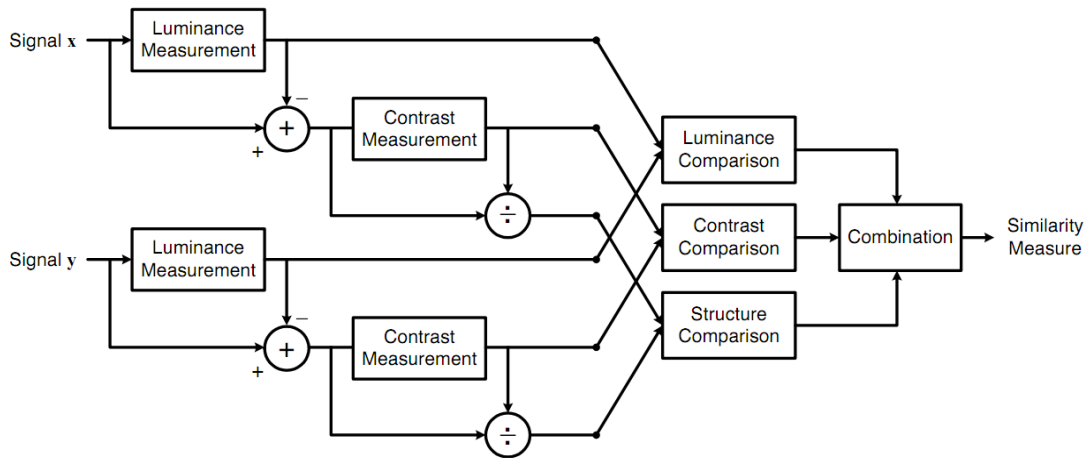 Signal x
Luminance
Measurement
−
+
+
Contrast
Measurement
÷
Signal y
Luminance
Measurement
−
+
+
Contrast
Measurement
÷
Luminance
Comparison
Contrast
Comparison
Structure
Comparison
Combination
Similarity
Measure